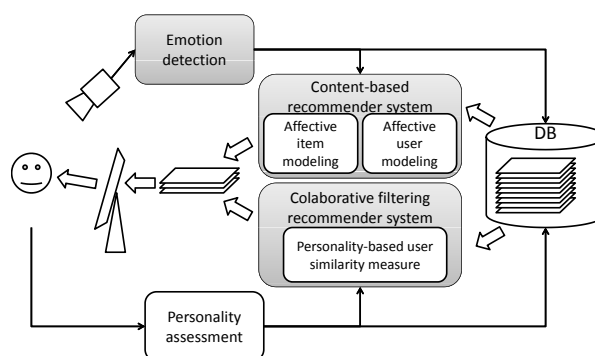 Emotion
detection
Content-based
recommender system
Affective
item
modeling
Affective
user
modeling
DB
Colaborative filtering
recommender system
Personality-based user
similarity measure
Personality
assessment